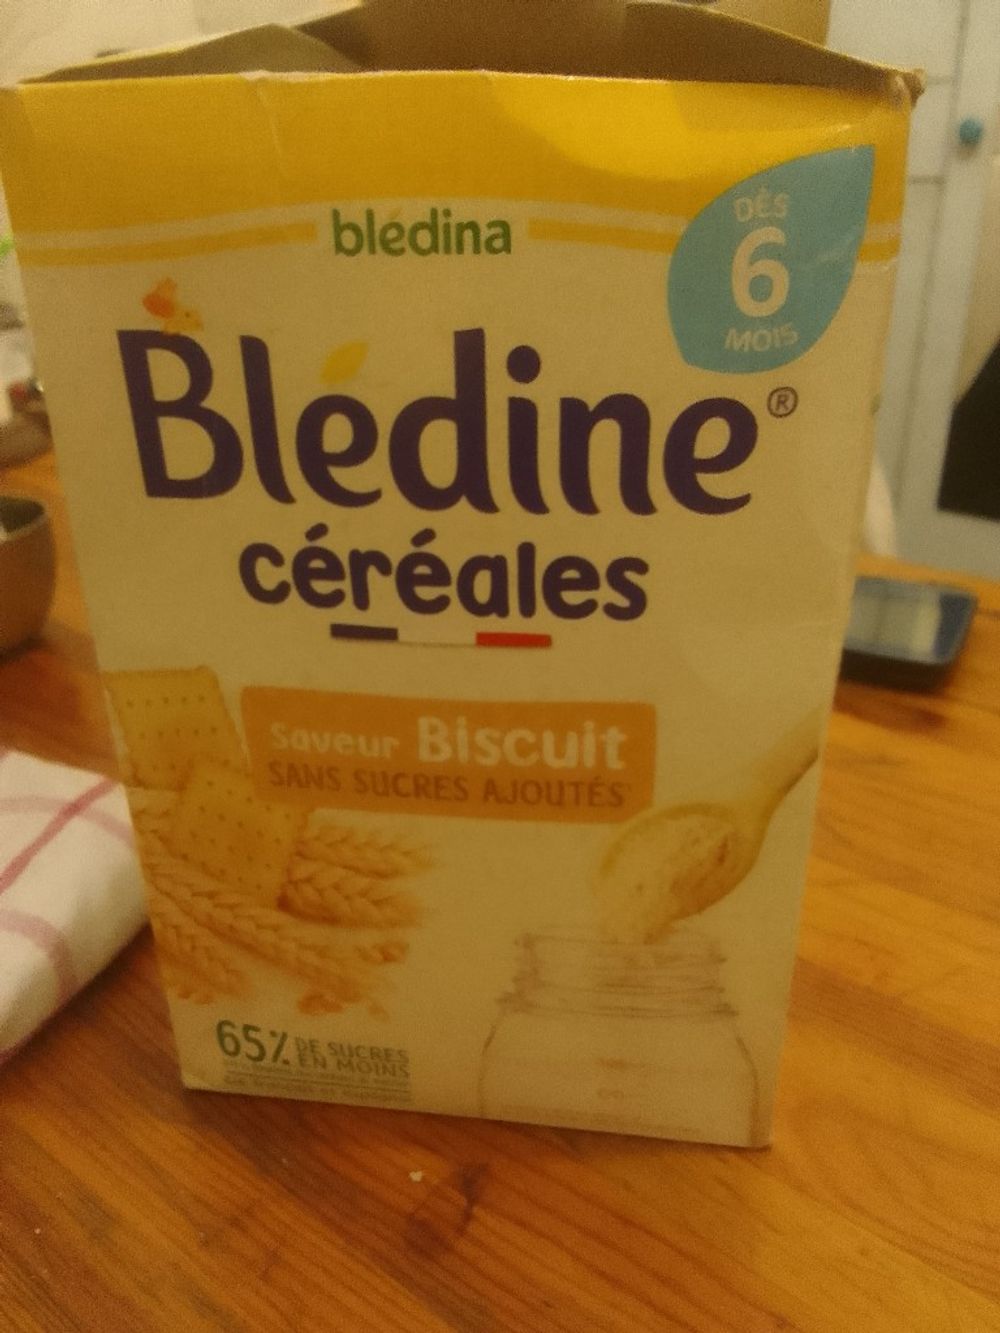 blédina
DÈS
6
MOIS
Blédine®
céréales
Saveur Biscuit
SANS SUCRES AJOUTÉS
65% DE SUCRES
EN MOINS